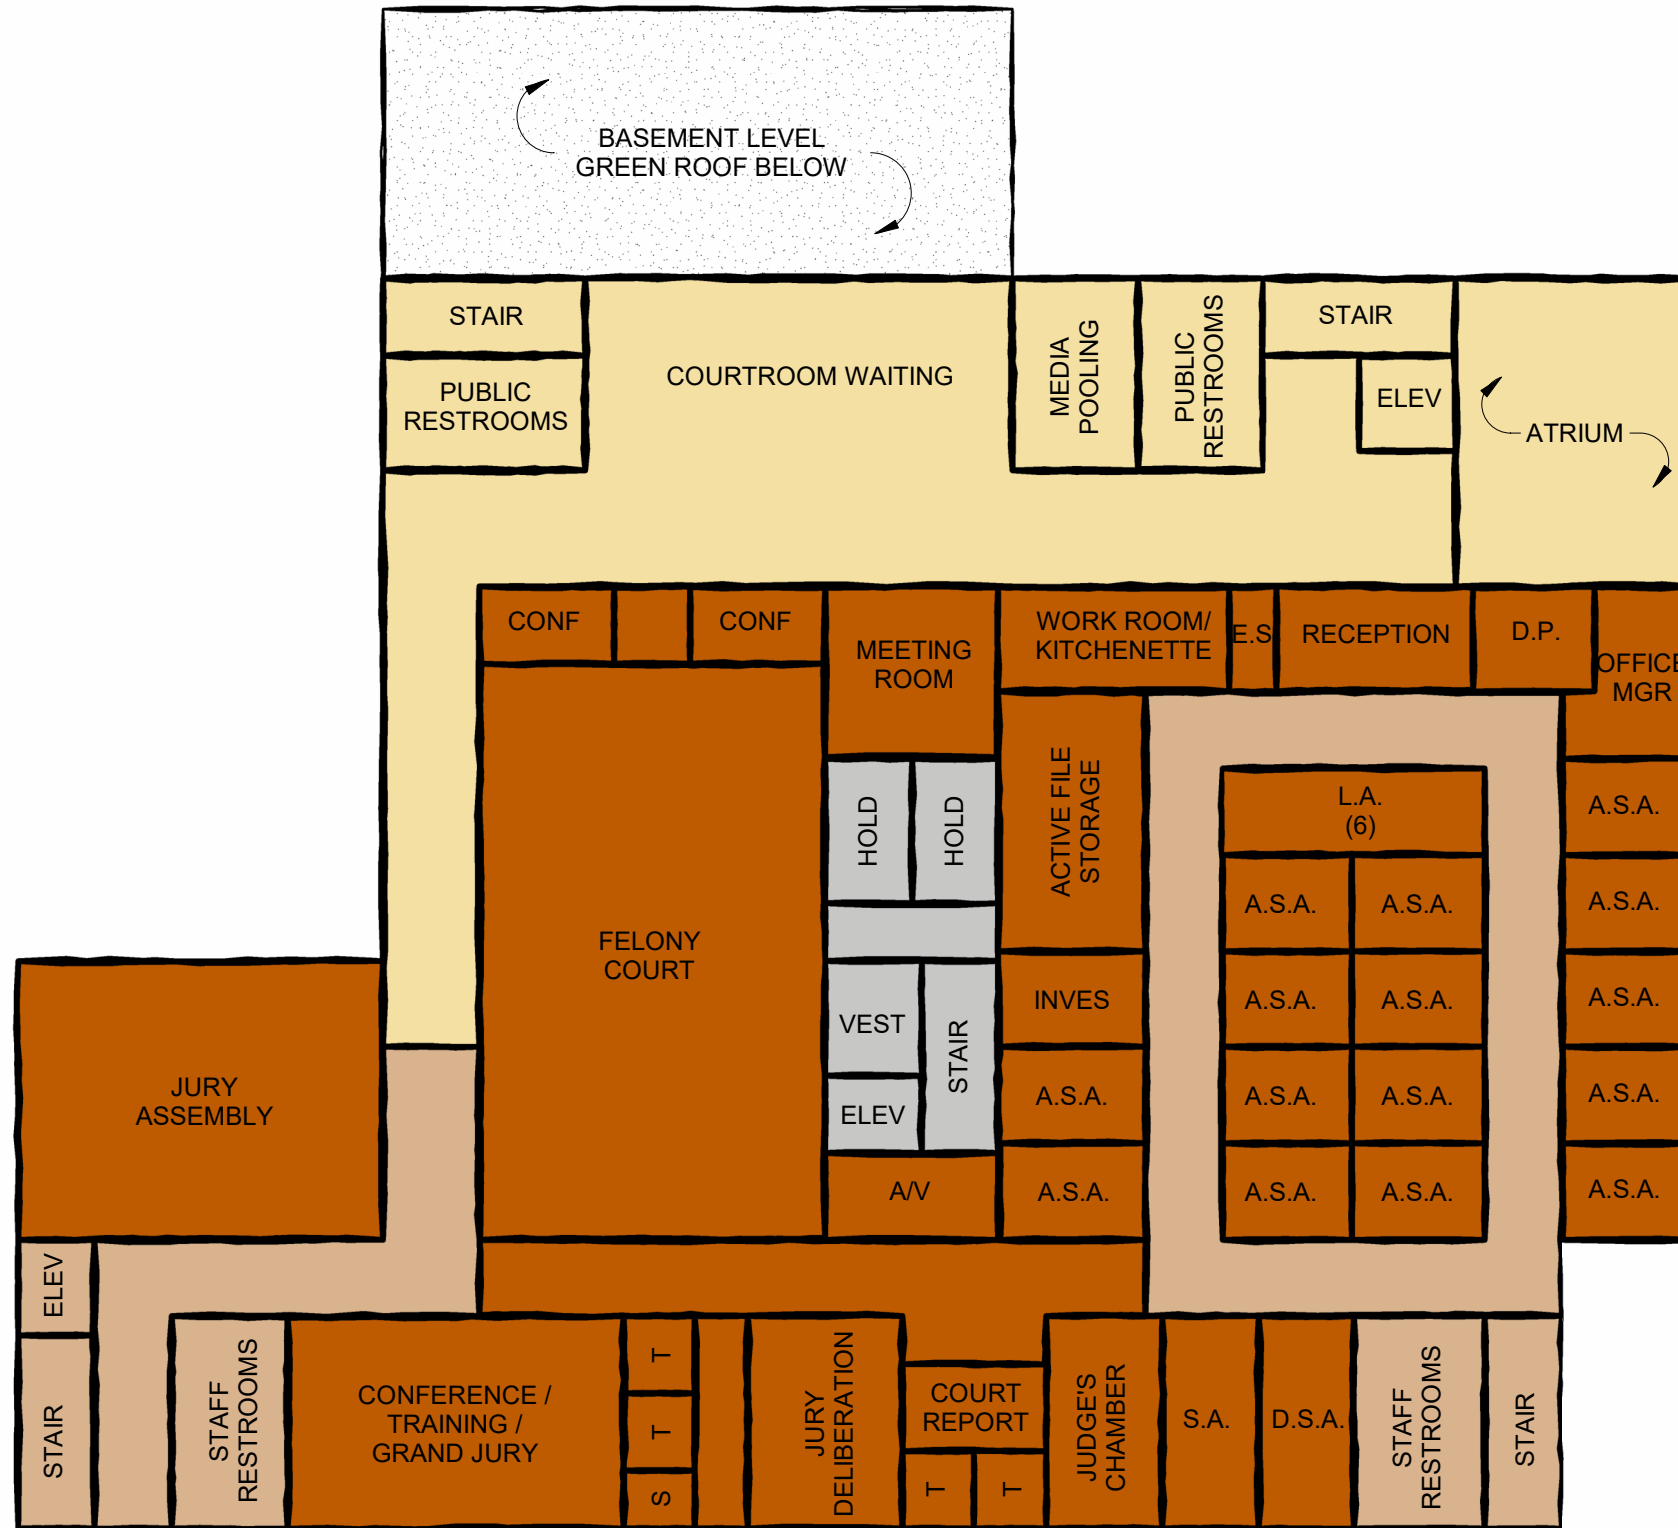 BASEMENT LEVEL
GREEN ROOF BELOW
STAIR
PUBLIC
RESTROOMS
COURTROOM WAITING
MEDIA
POOLING
PUBLIC
RESTROOMS
STAIR
ELEV
ATRIUM
CONF
CONF
MEETING
ROOM
WORK ROOM/
KITCHENETTE
E.S
RECEPTION
D.P.
OFFICE
MGR
HOLD
HOLD
ACTIVE FILE
STORAGE
L.A.
(6)
A.S.A.
A.S.A.
A.S.A.
A.S.A.
FELONY
COURT
VEST
STAIR
INVES
A.S.A.
A.S.A.
A.S.A.
JURY
ASSEMBLY
ELEV
A.S.A.
A.S.A.
A.S.A.
A.S.A.
A/V
A.S.A.
A.S.A.
A.S.A.
A.S.A.
ELEV
STAIR
STAFF
RESTROOMS
CONFERENCE /
TRAINING /
GRAND JURY
T
T
S
JURY
DELIBERATION
COURT
REPORT
T
T
JUDGE'S
CHAMBER
S.A.
D.S.A.
STAFF
RESTROOMS
STAIR